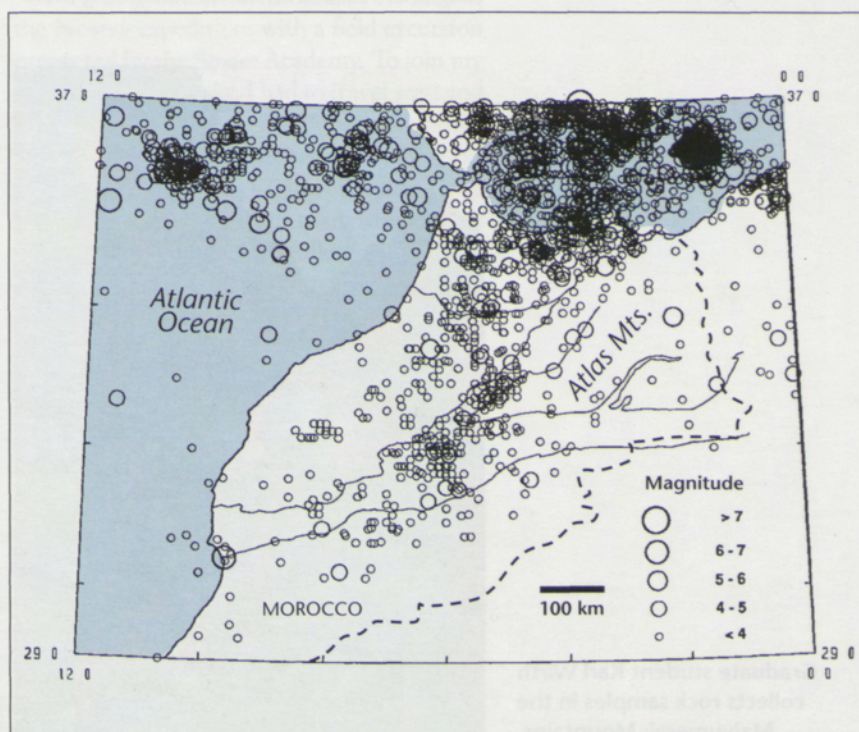 12 0
0 0
37 0
37 0
Atlantic
Ocean
Atlas Mts.
Magnitude
> 7
6 - 7
5 - 6
4 - 5
< 4
100 km
MOROCCO
29 0
29 0
12 0
0 0
Graduate student Karl Wirth
collects rock samples in the